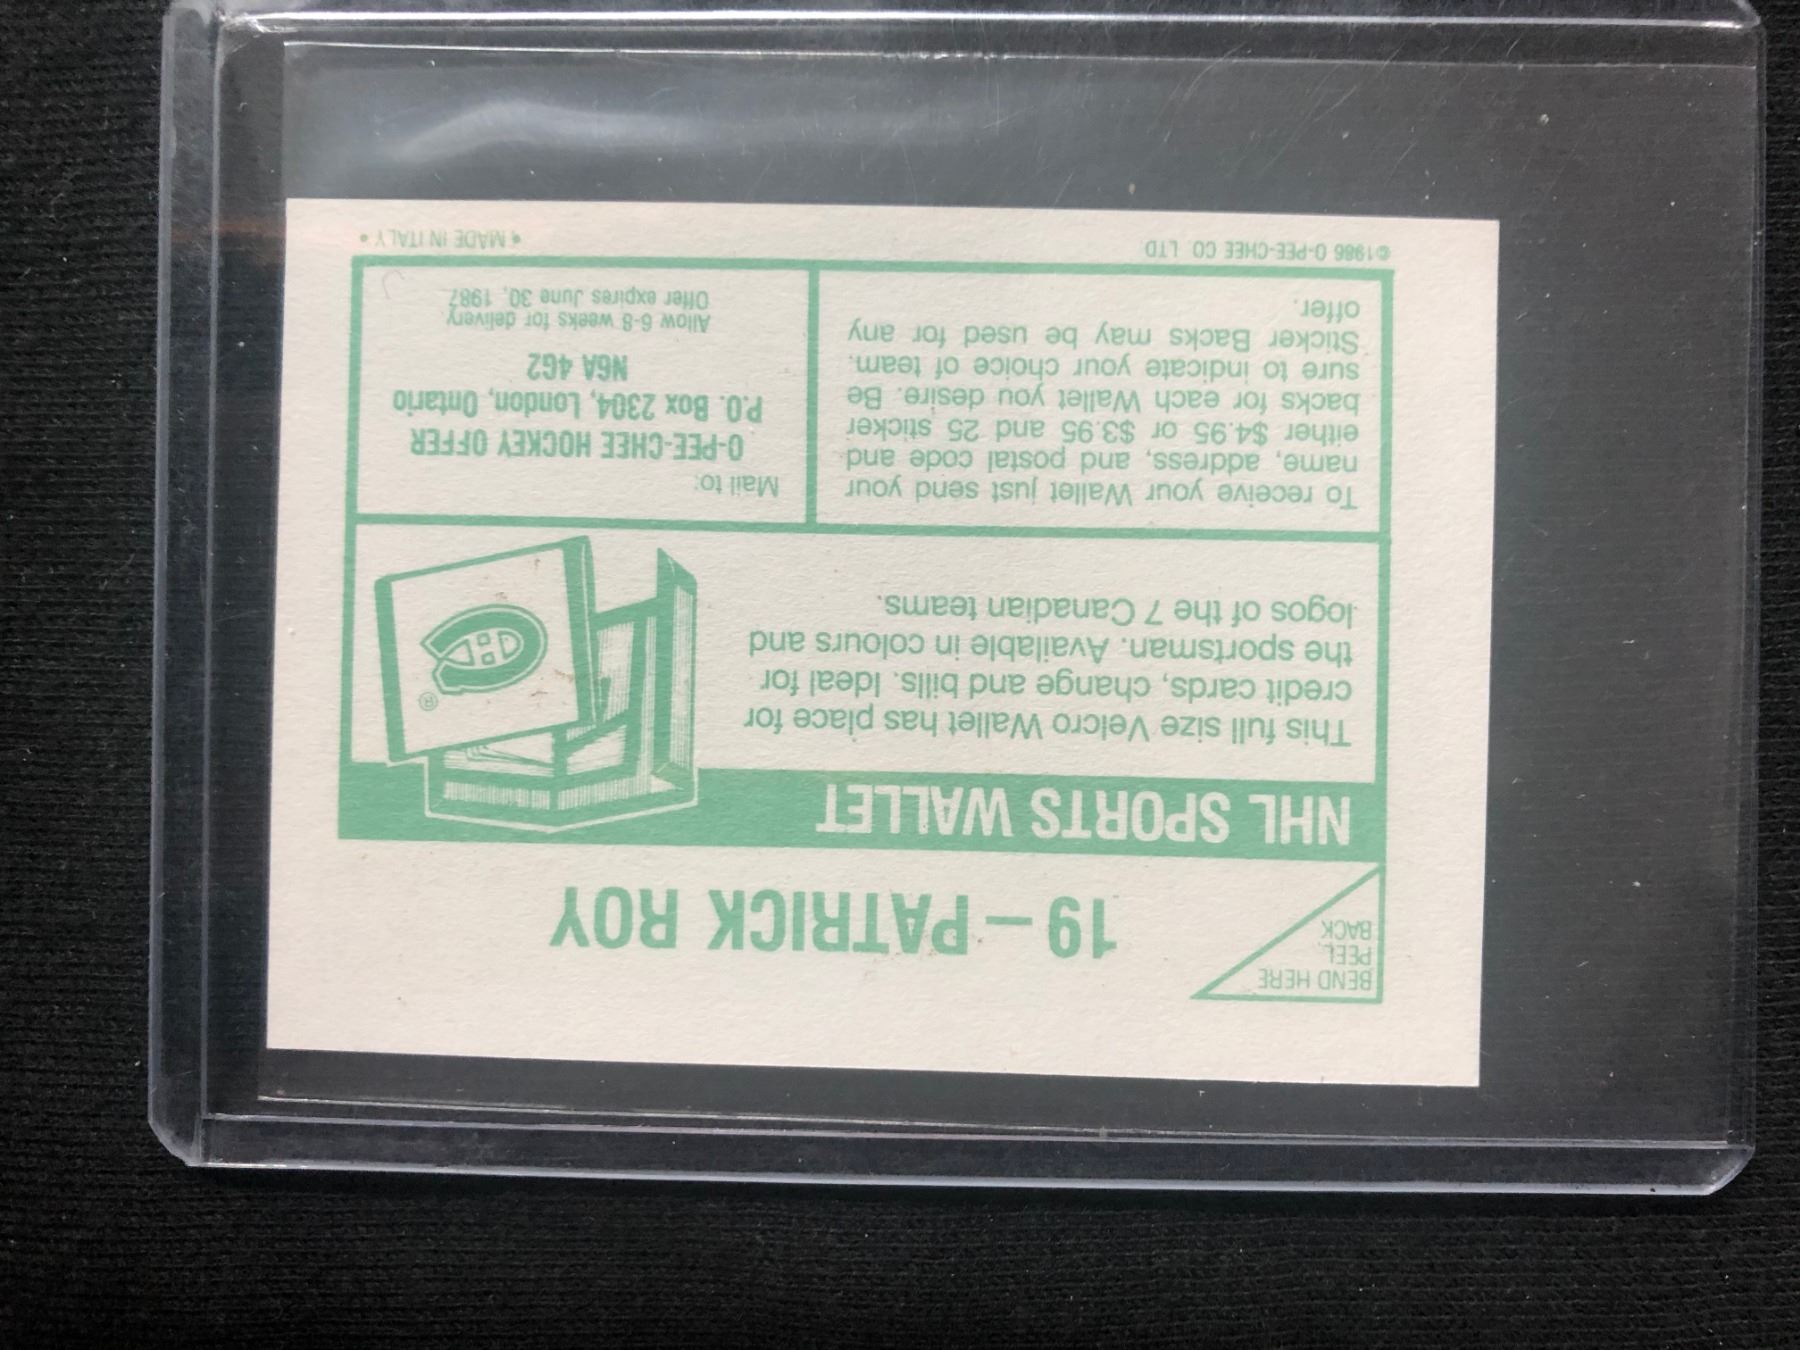 BEND HERE
PEEL,
BACK
19 – PATRICK ROY
NHL SPORTS WALLET
This full size Velcro Wallet has place for
credit cards, change and bills. Ideal for
the sportsman. Available in colours and
logos of the 7 Canadian teams.
®
To receive your Wallet just send your
name, address, and postal code and
either $4.95 or $3.95 and 25 sticker
backs for each Wallet you desire. Be
sure to indicate your choice of team.
Sticker Backs may be used for any
offer.
Mail to:
O-PEE-CHEE HOCKEY OFFER
P.O. Box 2304, London, Ontario
N6A 4G2
Allow 6-8 weeks for delivery.
Offer expires June 30, 1987
©1986 O-PEE-CHEE CO LTD
• MADE IN ITALY •